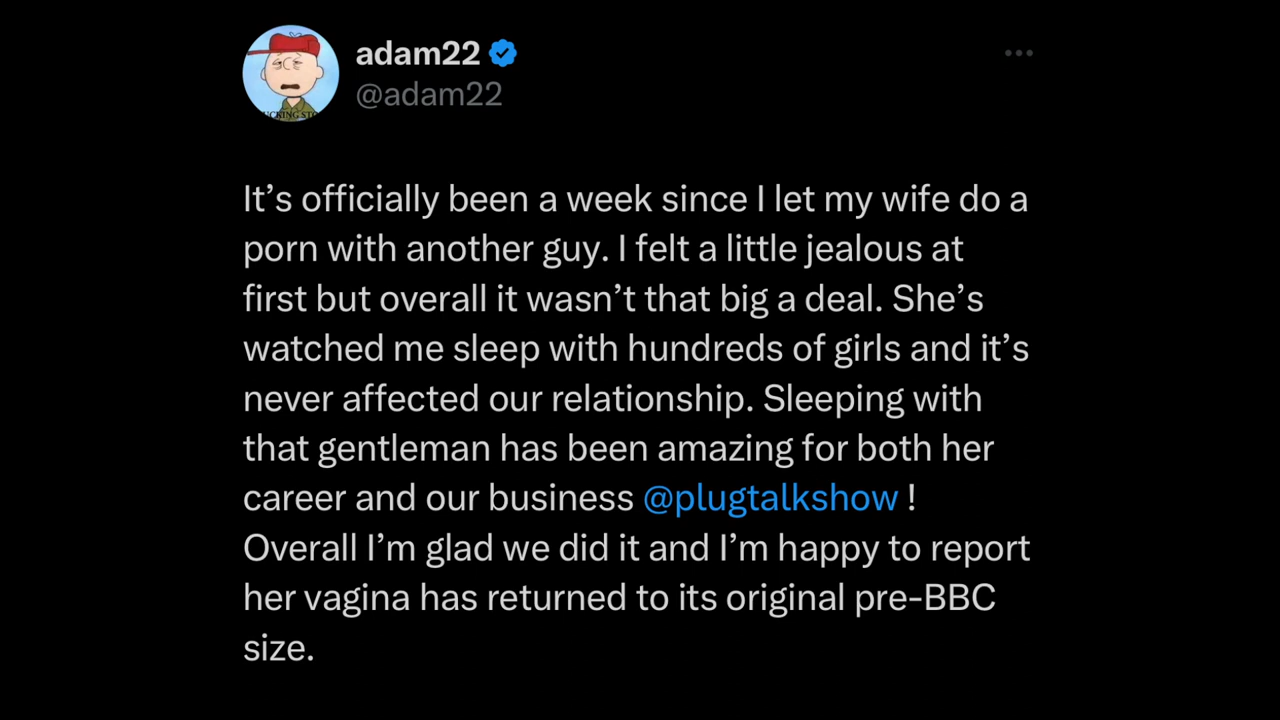 adam22
@adam22
It’s officially been a week since I let my wife do a
porn with another guy. I felt a little jealous at
first but overall it wasn’t that big a deal. She’s
watched me sleep with hundreds of girls and it’s
never affected our relationship. Sleeping with
that gentleman has been amazing for both her
career and our business @plugtalkshow !
Overall I’m glad we did it and I’m happy to report
her vagina has returned to its original pre-BBC
size.